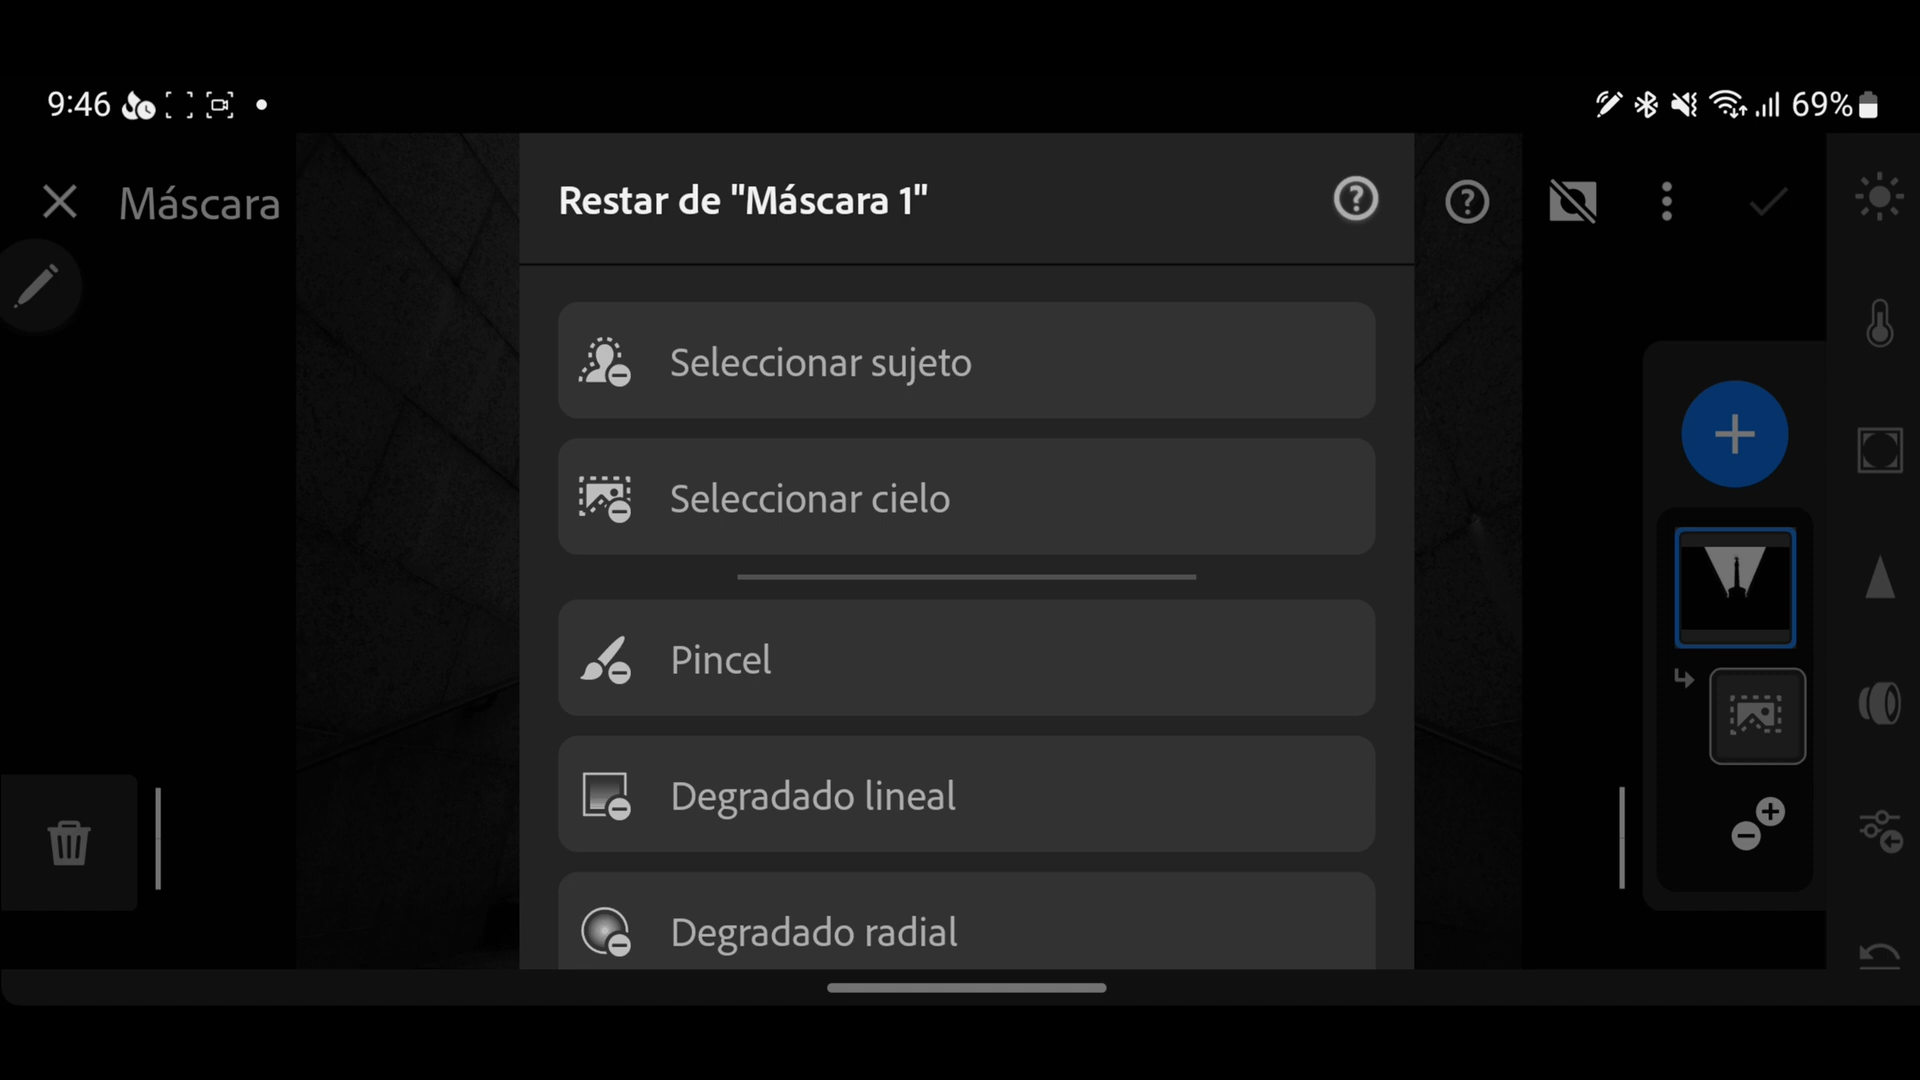 9:46
69%
Máscara
Restar de "Máscara 1"
Seleccionar sujeto
Seleccionar cielo
Pincel
Degradado lineal
Degradado radial